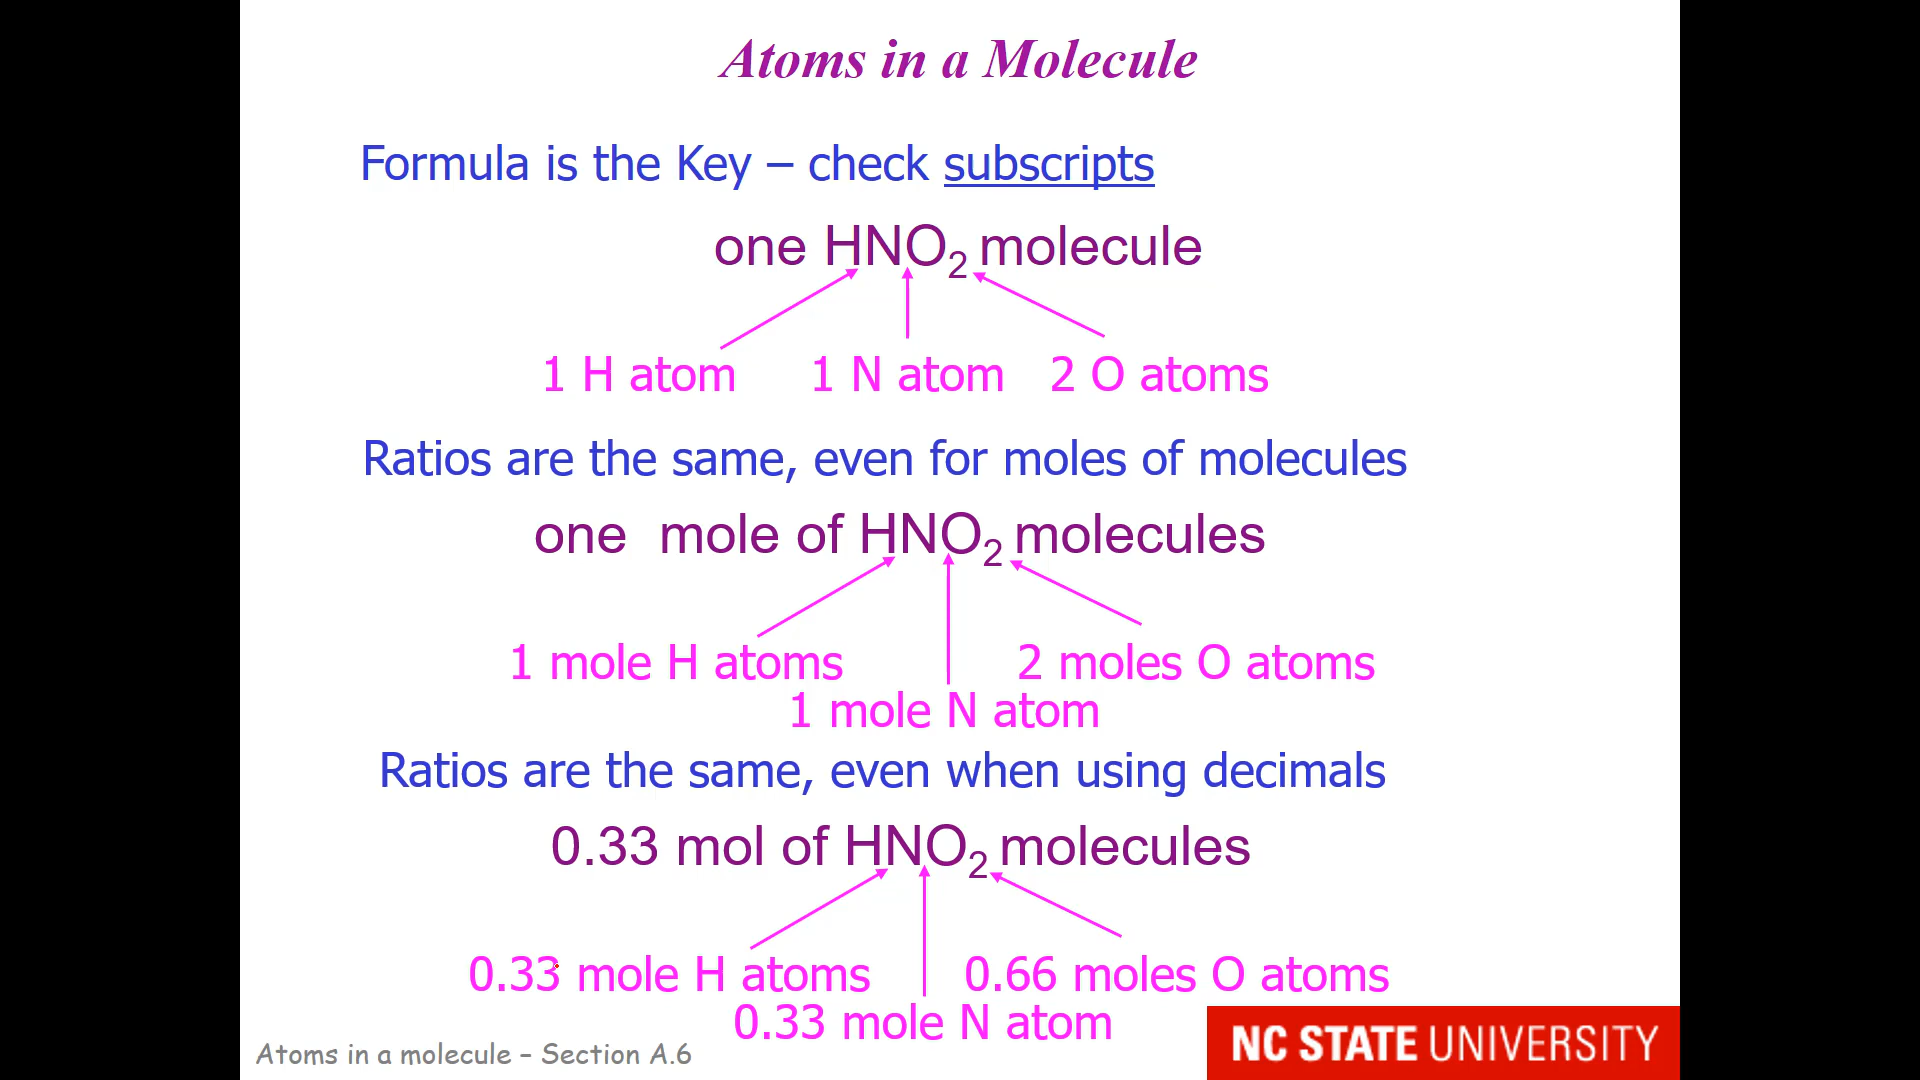 Atoms in a Molecule
Formula is the Key – check subscripts
one HNO₂ molecule
1 H atom 1 N atom 2 O atoms
Ratios are the same, even for moles of molecules
one mole of HNO₂ molecules
1 mole H atoms 2 moles O atoms
1 mole N atom
Ratios are the same, even when using decimals
0.33 mol of HNO₂ molecules
0.33 mole H atoms 0.66 moles O atoms
0.33 mole N atom
Atoms in a molecule – Section A.6
NC STATE UNIVERSITY